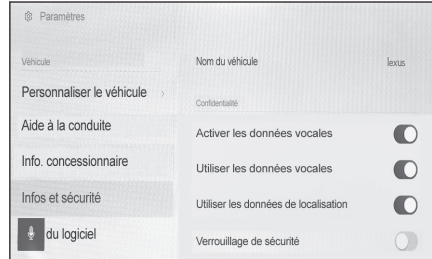 Paramètres
Véhicule
Personnaliser le véhicule
Aide à la conduite
Info. concessionnaire
Infos et sécurité
du logiciel
Nom du véhicule lexus
Confidentialité
Activer les données vocales
Utiliser les données vocales
Utiliser les données de localisation
Verrouillage de sécurité